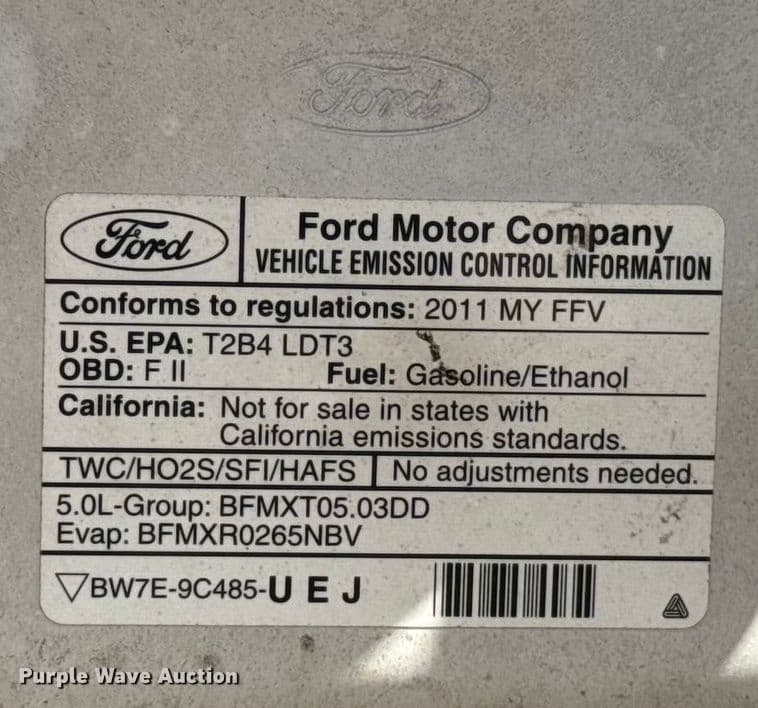 Ford
Ford
Ford Motor Company
VEHICLE EMISSION CONTROL INFORMATION
Conforms to regulations: 2011 MY FFV
U.S. EPA: T2B4 LDT3
OBD: F II Fuel: Gasoline/Ethanol
California: Not for sale in states with
California emissions standards.
TWC/HO2S/SFI/HAFS No adjustments needed.
5.0L-Group: BFMXT05.03DD
Evap: BFMXR0265NBV
▽BW7E-9C485-U E J
Purple Wave Auction